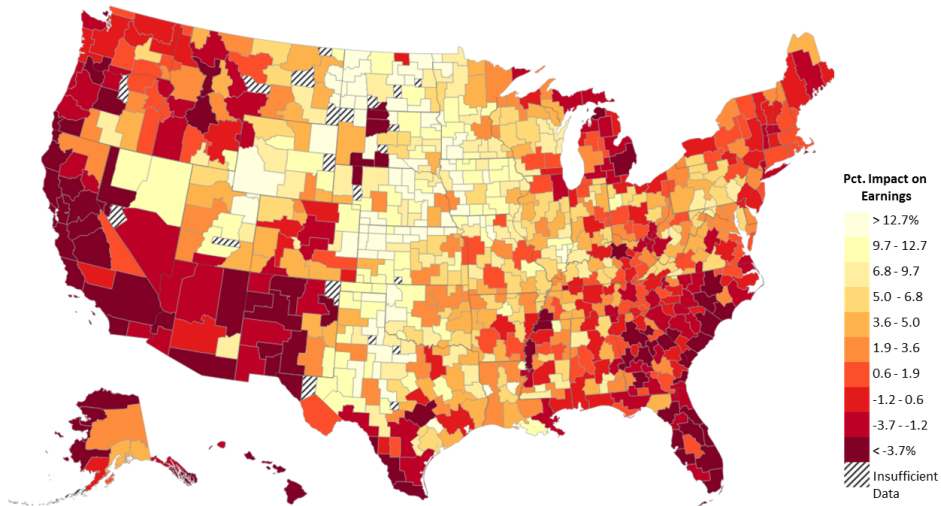 Pct. Impact on
Earnings
> 12.7%
9.7 - 12.7
6.8 - 9.7
5.0 - 6.8
3.6 - 5.0
1.9 - 3.6
0.6 - 1.9
-1.2 - 0.6
-3.7 - -1.2
< -3.7%
Insufficient
Data